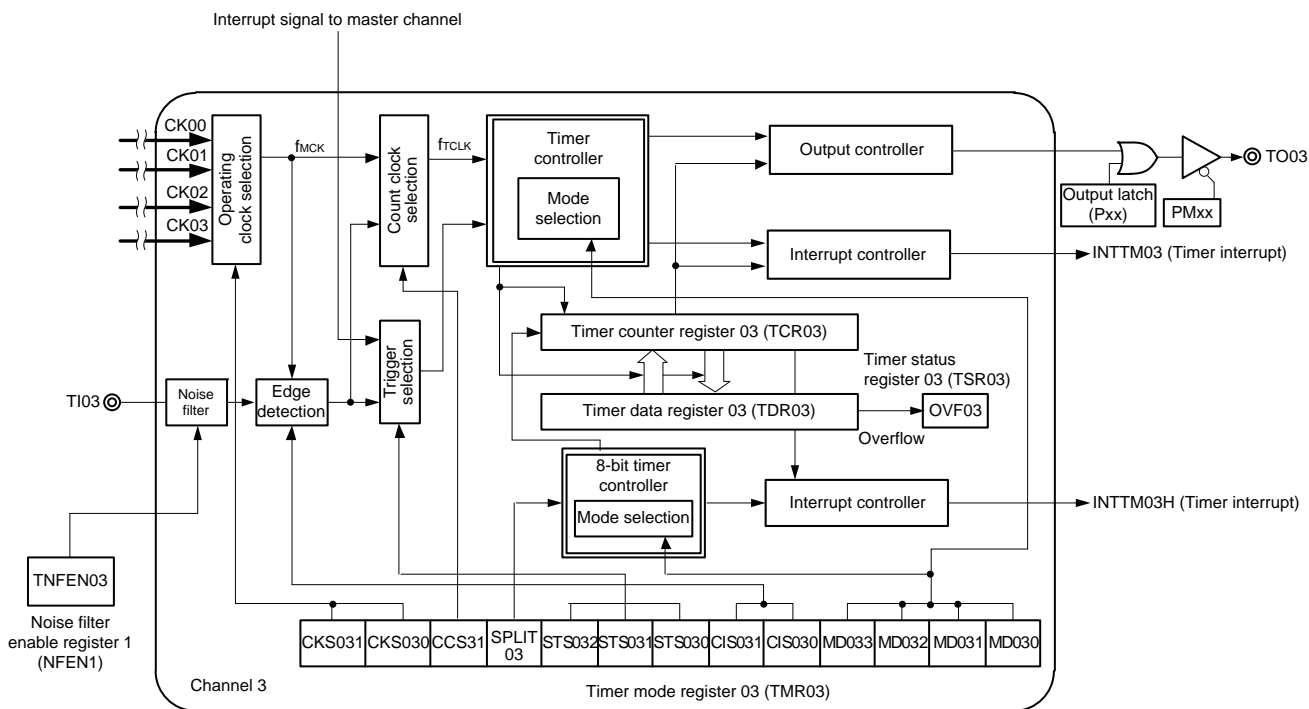 Interrupt signal to master channel
CK00
CK01
CK02
CK03
Operating
clock selection
fMCK
Count clock
selection
fTCLK
Timer
controller
Mode
selection
Output controller
TO03
Output latch
(Pxx)
PMxx
Interrupt controller
INTTM03 (Timer interrupt)
Trigger
selection
Timer counter register 03 (TCR03)
Timer status
register 03 (TSR03)
TI03
Noise
filter
Edge
detection
Timer data register 03 (TDR03)
OVF03
Overflow
8-bit timer
controller
Mode selection
Interrupt controller
INTTM03H (Timer interrupt)
TNFEN03
Noise filter
enable register 1
(NFEN1)
CKS031
CKS030
CCS31
SPLIT
03
STS032
STS031
STS030
CIS031
CIS030
MD033
MD032
MD031
MD030
Channel 3
Timer mode register 03 (TMR03)